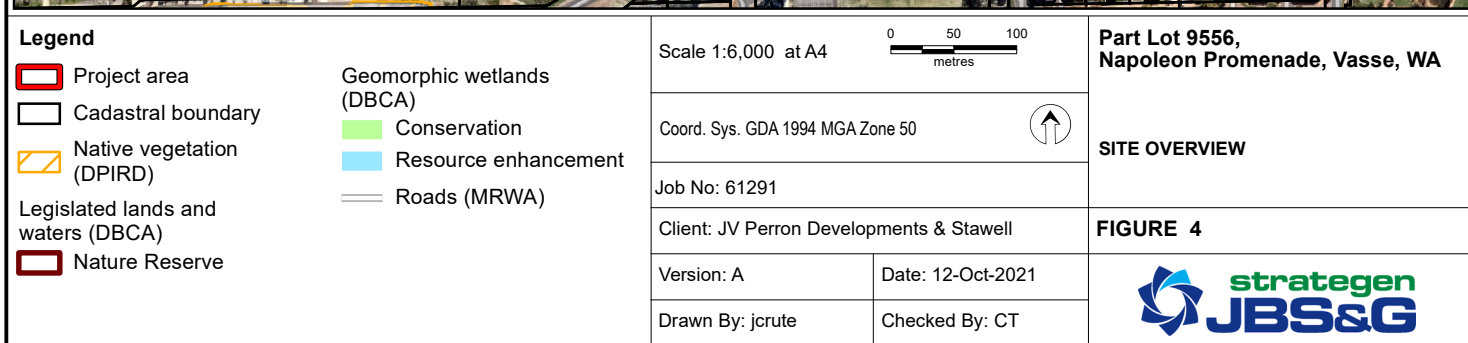 Legend
Project area
Cadastral boundary
Native vegetation
(DPIRD)
Legislated lands and
waters (DBCA)
Nature Reserve
Geomorphic wetlands
(DBCA)
Conservation
Resource enhancement
Roads (MRWA)
Scale 1:6,000 at A4
0 50 100
metres
Coord. Sys. GDA 1994 MGA Zone 50
Job No: 61291
Client: JV Perron Developments & Stawell
Version: A
Date: 12-Oct-2021
Drawn By: jcrute
Checked By: CT
Part Lot 9556,
Napoleon Promenade, Vasse, WA
SITE OVERVIEW
FIGURE 4
strategen
JBS&G